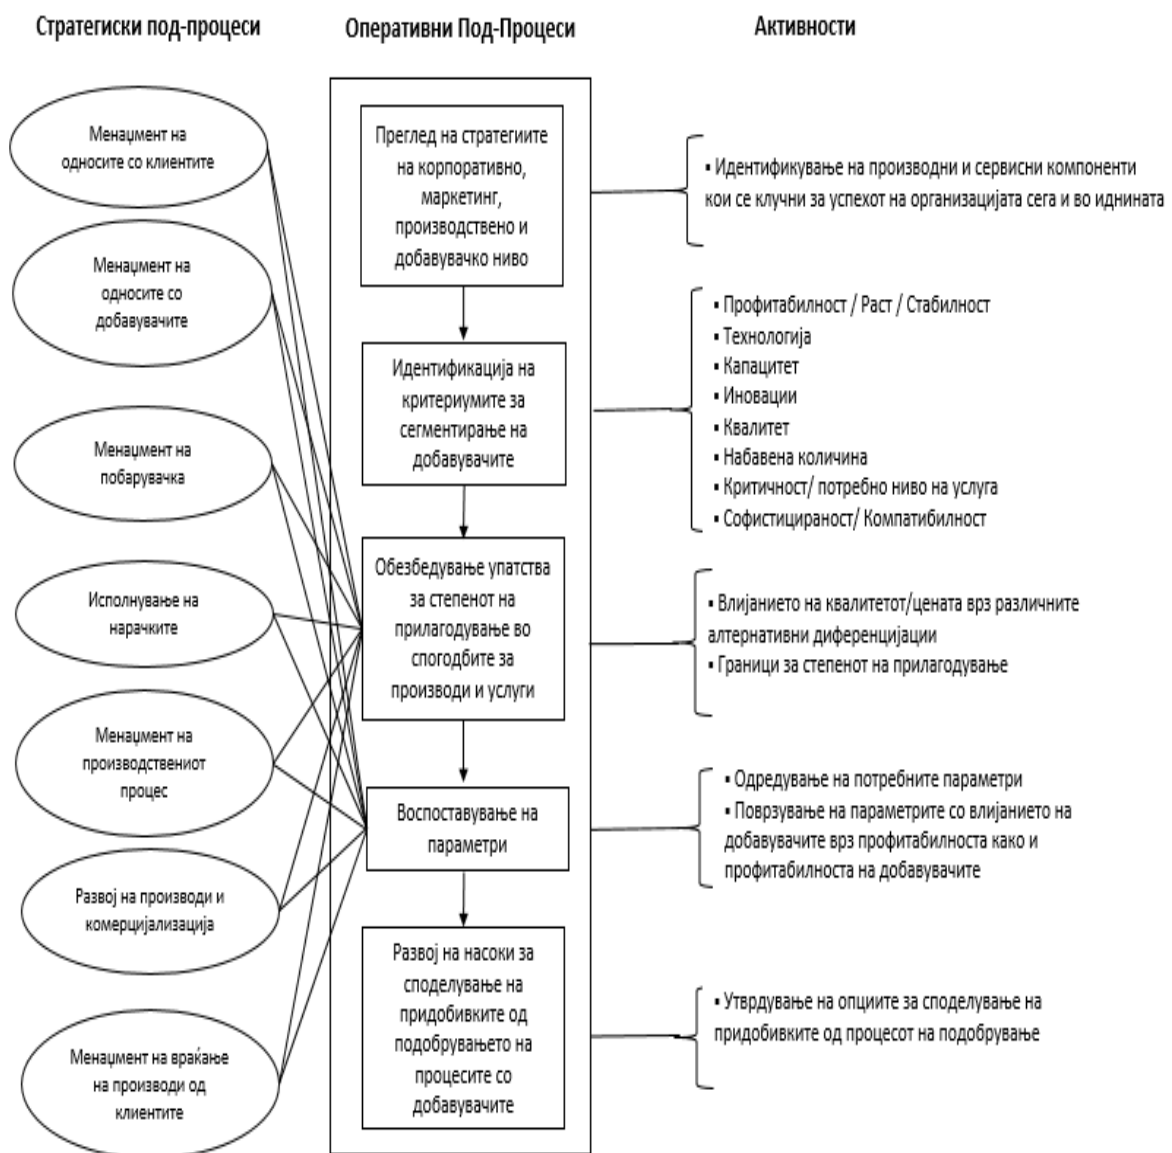 Стратегиски под-процеси
Оперативни Под-Процеси
Активности
Менаџмент на
односите со клиентите
Менаџмент на
односите со
добавувачите
Менаџмент на
побарувачка
Исполнување на
нарачките
Менаџмент на
производствениот
процес
Развој на производи и
комерцијализација
Менаџмент на враќање
на производи од
клиентите
Преглед на стратегиите
на корпоративно,
маркетинг,
производствено и
добавувачко ниво
Идентификација на
критериумите за
сегментирање на
добавувачите
Обезбедување упатства
за степенот на
прилагодување во
спогодбите за
производи и услуги
Воспоставување на
параметри
Развој на насоки за
споделување на
придобивките од
подобрувањето на
процесите со
добавувачите
▪ Идентификување на производни и сервисни компоненти
кои се клучни за успехот на организацијата сега и во иднината
▪ Профитабилност / Раст / Стабилност
▪ Технологија
▪ Капацитет
▪ Иновации
▪ Квалитет
▪ Набавена количина
▪ Критичност/ потребно ниво на услуга
▪ Софистицираност/ Компатибилност
▪ Влијанието на квалитетот/цената врз различните
алтернативни диференцијации
▪ Граници за степенот на прилагодување
▪ Одредување на потребните параметри
▪ Поврзување на параметрите со влијанието на
добавувачите врз профитабилноста како и
профитабилноста на добавувачите
▪ Утврдување на опциите за споделување на
придобивките од процесот на подобрување